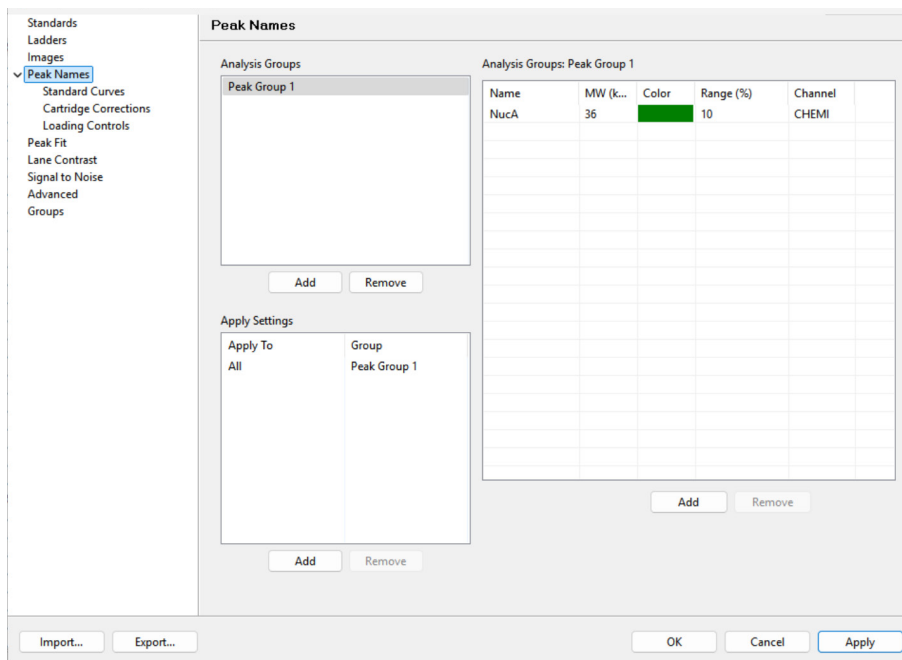 Standards
Ladders
Images
Peak Names
Standard Curves
Cartridge Corrections
Loading Controls
Peak Fit
Lane Contrast
Signal to Noise
Advanced
Groups
Peak Names
Analysis Groups
Peak Group 1
Add Remove
Apply Settings
Apply To Group
All Peak Group 1
Add Remove
Analysis Groups: Peak Group 1
Name MW (k... Color Range (%) Channel
NucA 36 10 CHEMI
Add Remove
Import... Export... OK Cancel Apply